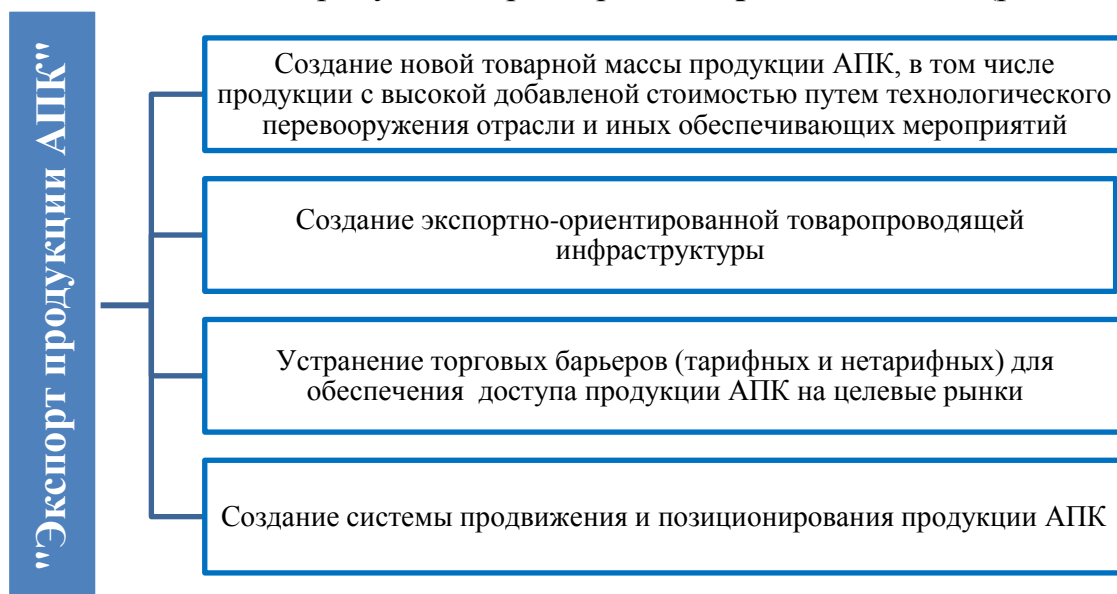 "Экспорт продукции АПК"
Создание новой товарной массы продукции АПК, в том числе
продукции с высокой добавленой стоимостью путем технологического
перевооружения отрасли и иных обеспечивающих мероприятий
Создание экспортно-ориентированной товаропроводящей
инфраструктуры
Устранение торговых барьеров (тарифных и нетарифных) для
обеспечения доступа продукции АПК на целевые рынки
Создание системы продвижения и позиционирования продукции АПК